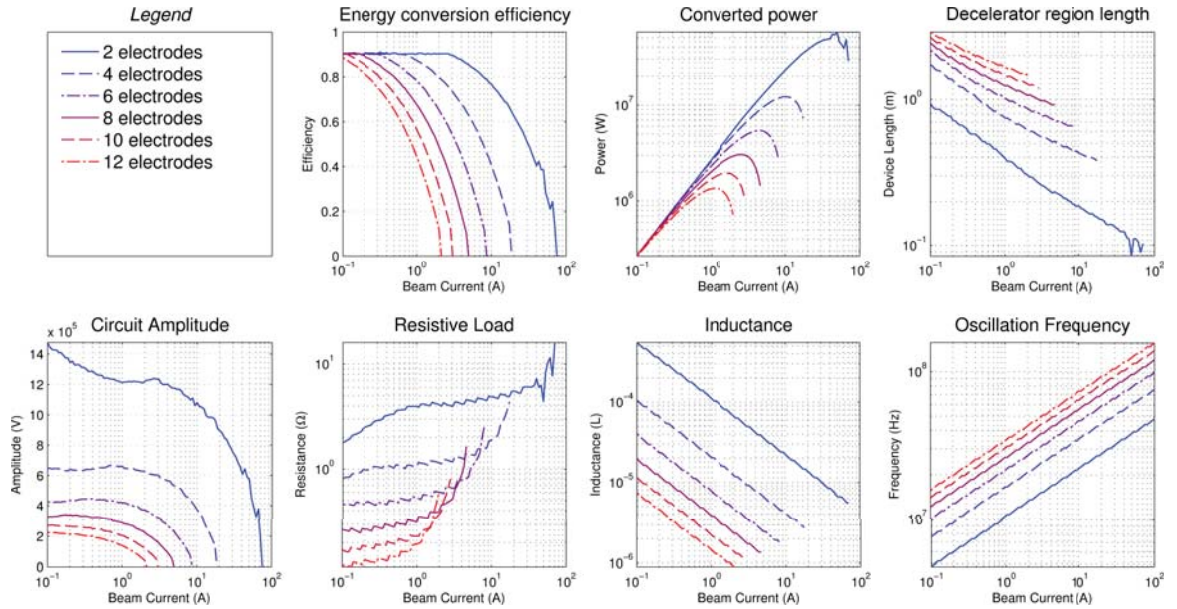 Legend
2 electrodes
4 electrodes
6 electrodes
8 electrodes
10 electrodes
12 electrodes
Energy conversion efficiency
1
0.8
0.6
0.4
0.2
0
Efficiency
10⁻¹ 10⁰ 10¹ 10²
Beam Current (A)
Converted power
10⁷
10⁶
Power (W)
10⁻¹ 10⁰ 10¹ 10²
Beam Current (A)
Decelerator region length
10⁰
10⁻¹
Device Length (m)
10⁻¹ 10⁰ 10¹ 10²
Beam Current (A)
Circuit Amplitude
x 10⁵
14
12
10
8
6
4
2
0
Amplitude (V)
10⁻¹ 10⁰ 10¹ 10²
Beam Current (A)
Resistive Load
10¹
10⁰
Resistance (Ω)
10⁻¹ 10⁰ 10¹ 10²
Beam Current (A)
Inductance
10⁻⁴
10⁻⁵
10⁻⁶
Inductance (L)
10⁻¹ 10⁰ 10¹ 10²
Beam Current (A)
Oscillation Frequency
10⁸
10⁷
Frequency (Hz)
10⁻¹ 10⁰ 10¹ 10²
Beam Current (A)